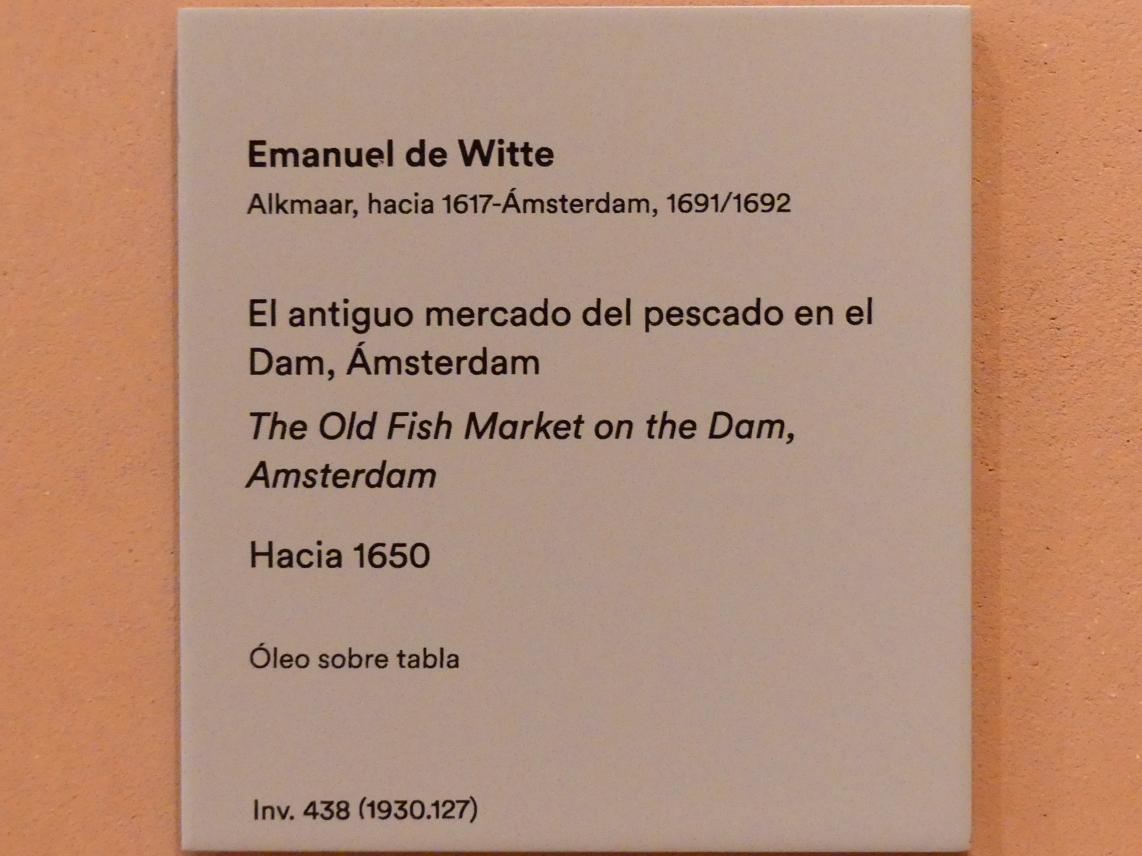 Emanuel de Witte
Alkmaar, hacia 1617-Ámsterdam, 1691/1692
El antiguo mercado del pescado en el
Dam, Ámsterdam
The Old Fish Market on the Dam,
Amsterdam
Hacia 1650
Óleo sobre tabla
Inv. 438 (1930.127)